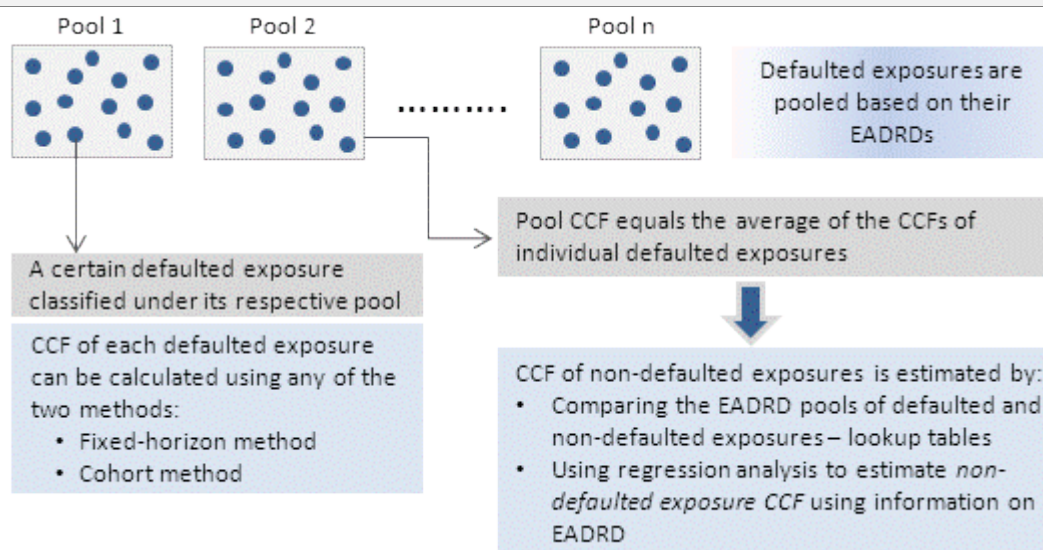 Pool 1
Pool 2
Pool n
Defaulted exposures are
pooled based on their
EADRDs
Pool CCF equals the average of the CCFs of
individual defaulted exposures
A certain defaulted exposure
classified under its respective pool
CCF of each defaulted exposure
can be calculated using any of the
two methods:
• Fixed-horizon method
• Cohort method
CCF of non-defaulted exposures is estimated by:
• Comparing the EADRD pools of defaulted and
non-defaulted exposures – lookup tables
• Using regression analysis to estimate non-
defaulted exposure CCF using information on
EADRD